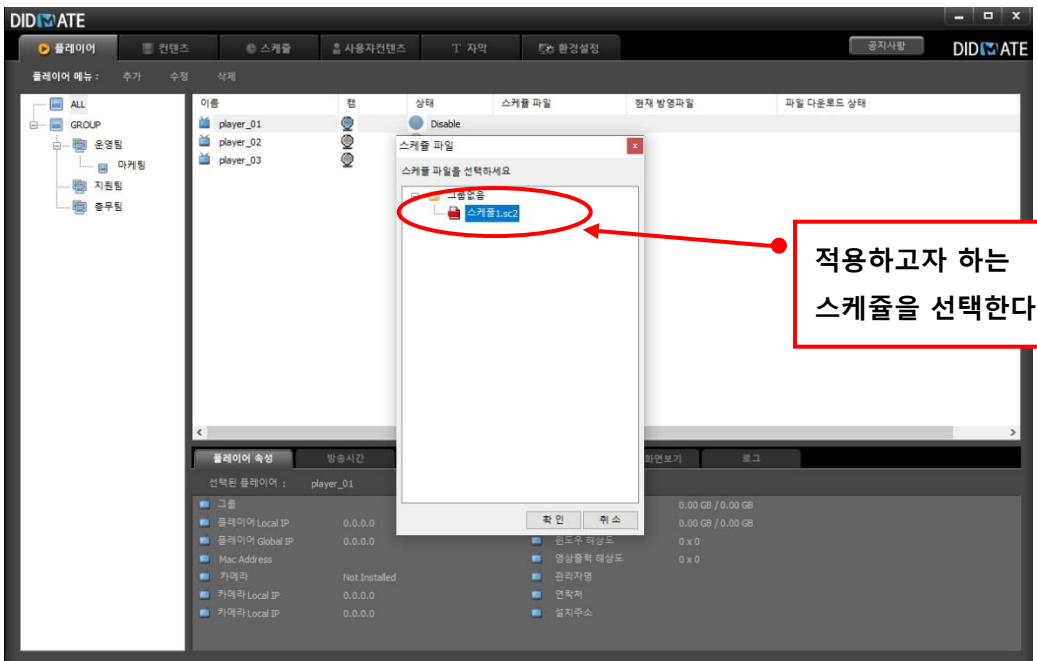 DIDMATE
플레이어 컨텐츠 스케쥴 사용자컨텐츠 T 자막 환경설정 공지사항 DIDMATE
플레이어 메뉴 : 추가 수정 삭제
ALL
GROUP
운영팀
마케팅
지원팀
총무팀
이름 캠 상태 스케쥴 파일 현재 방영파일 파일 다운로드 상태
player_01 Disable
player_02
player_03
스케쥴 파일
스케쥴 파일을 선택하세요
그룹없음
스케쥴1.sc2
확인 취소
적용하고자 하는
스케쥴을 선택한다
플레이어 속성 방송시간 화면보기 로그
선택된 플레이어 : player_01
그룹 0.00 GB / 0.00 GB
플레이어 Local IP 0.0.0.0 0.00 GB / 0.00 GB
플레이어 Global IP 0.0.0.0 윈도우 해상도 0 x 0
Mac Address 영상출력 해상도 0 x 0
카메라 Not Installed 관리자명
카메라 Local IP 0.0.0.0 연락처
카메라 Local IP 0.0.0.0 설치주소